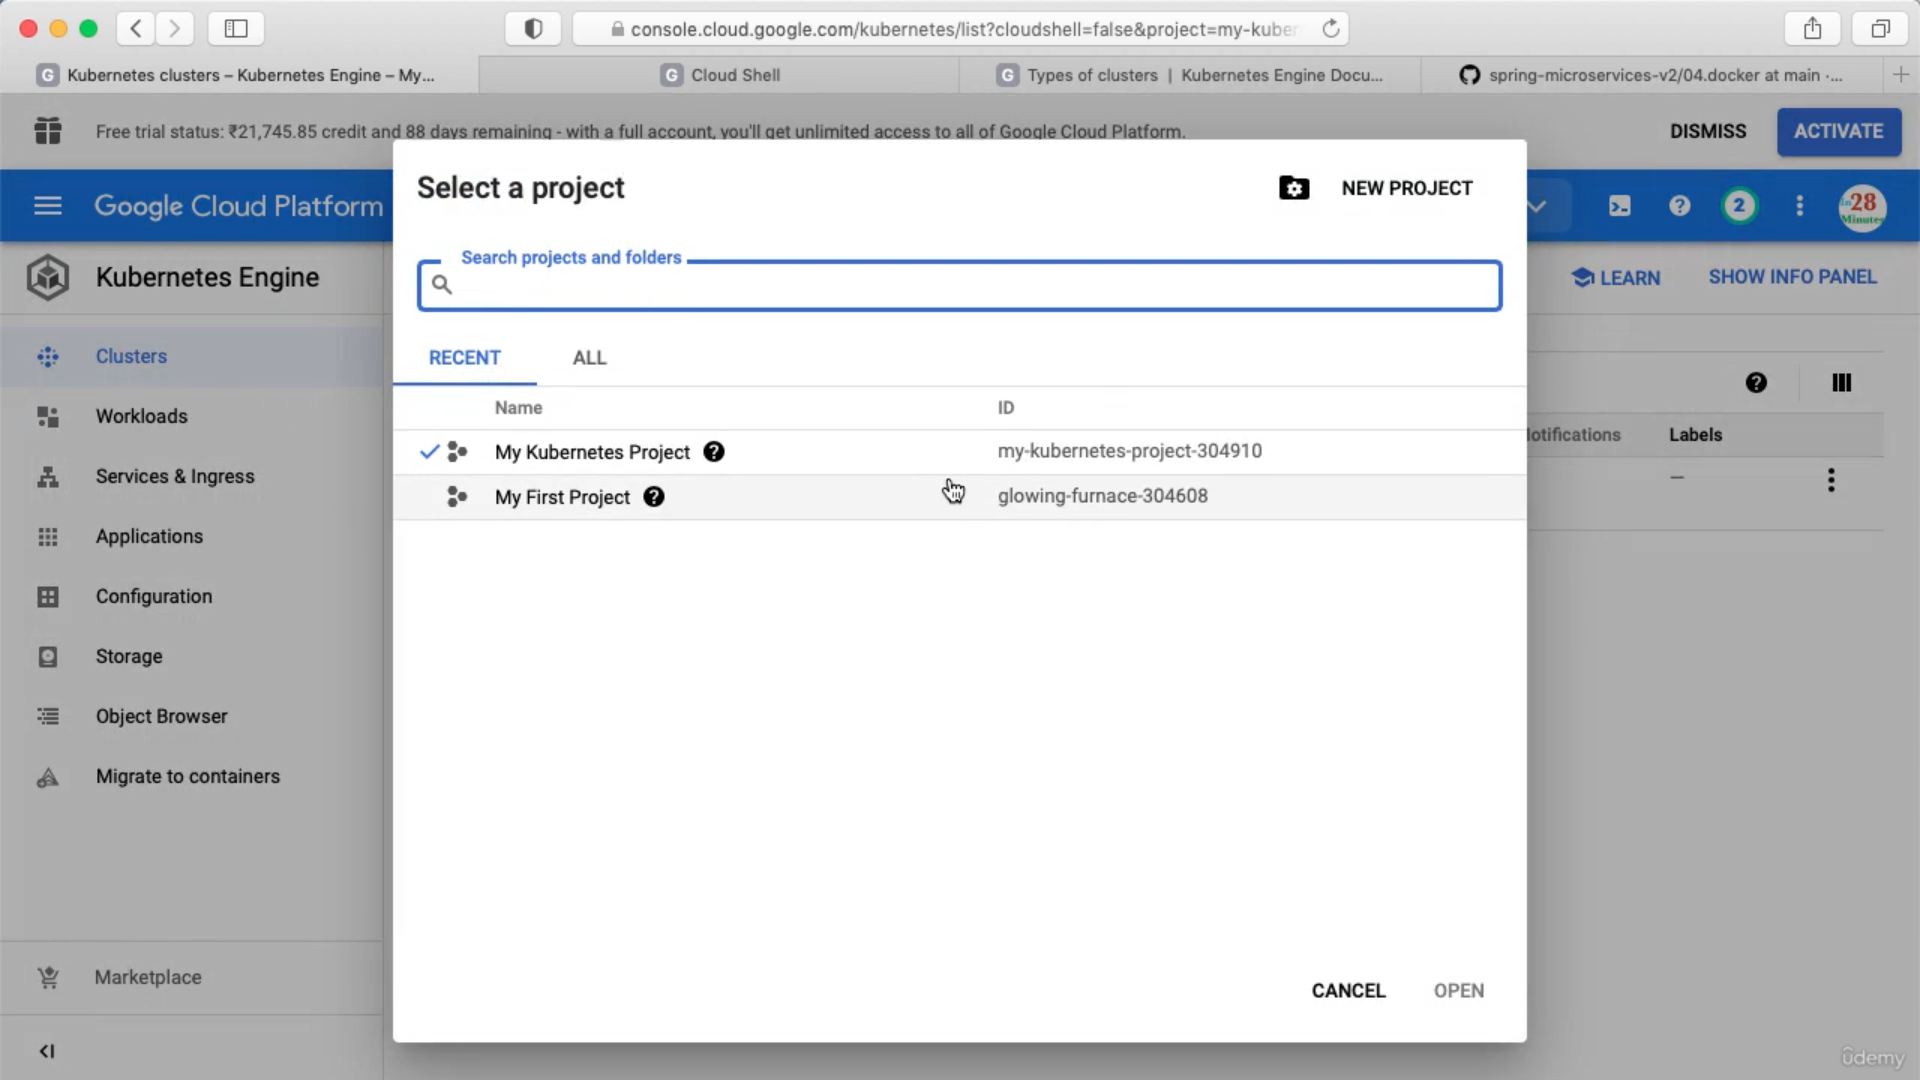 console.cloud.google.com/kubernetes/list?cloudshell=false&project=my-kuber
Kubernetes clusters – Kubernetes Engine – My...
Cloud Shell
Types of clusters | Kubernetes Engine Docu...
spring-microservices-v2/04.docker at main ·...
Free trial status: ₹21,745.85 credit and 88 days remaining - with a full account, you'll get unlimited access to all of Google Cloud Platform.
DISMISS
ACTIVATE
Select a project
NEW PROJECT
Google Cloud Platform
2
in28
Minutes
Search projects and folders
Kubernetes Engine
LEARN
SHOW INFO PANEL
Clusters
RECENT
ALL
Workloads
Name
ID
Notifications
Labels
My Kubernetes Project
my-kubernetes-project-304910
Services & Ingress
—
My First Project
glowing-furnace-304608
Applications
Configuration
Storage
Object Browser
Migrate to containers
Marketplace
CANCEL
OPEN
ûdemy